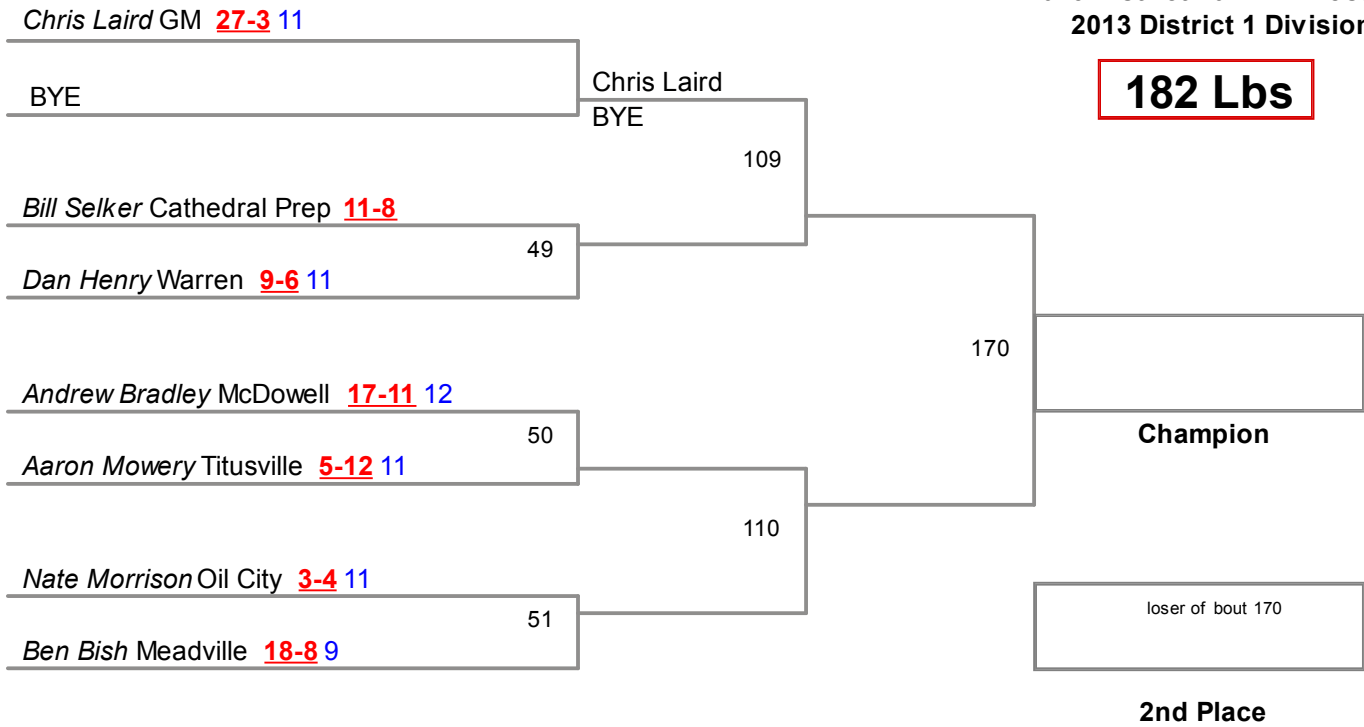 2013 District 1 Division
182 Lbs
Chris Laird GM 27-3 11
BYE
Chris Laird
BYE
109
Bill Selker Cathedral Prep 11-8
49
Dan Henry Warren 9-6 11
170
Andrew Bradley McDowell 17-11 12
50
Champion
Aaron Mowery Titusville 5-12 11
110
Nate Morrison Oil City 3-4 11
51
loser of bout 170
Ben Bish Meadville 18-8 9
2nd Place